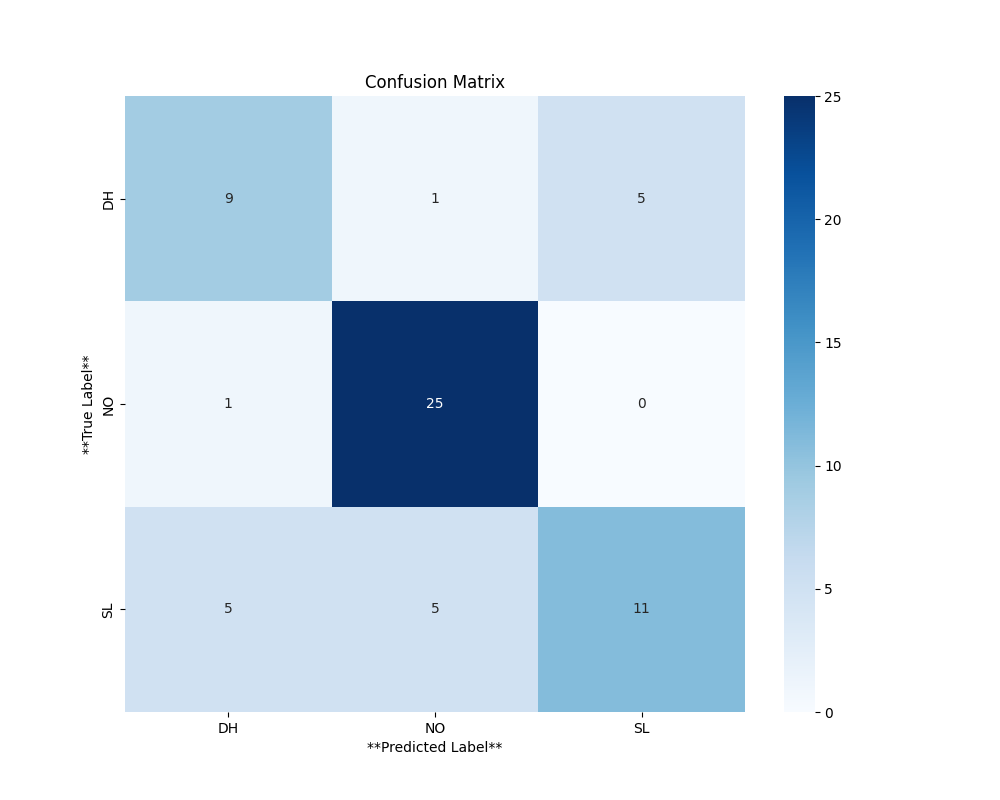 Confusion Matrix
**True Label**
DH
9 1 5
NO
1 25 0
SL
5 5 11
DH NO SL
**Predicted Label**
25
20
15
10
5
0